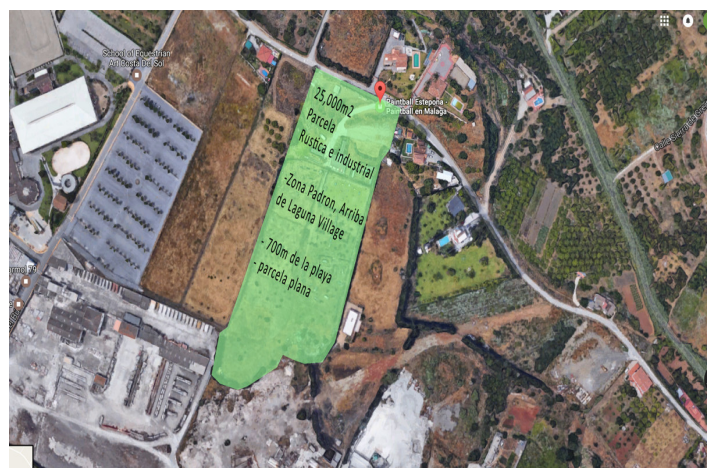 School of Equestrian
Art Costa Del Sol
25,000m2
Parcela
Rustica e industrial
-Zona Padron, Arriba
de Laguna Village
- 700m de la playa
- parcela plana
Paintball Estepona
Paintball en Málaga